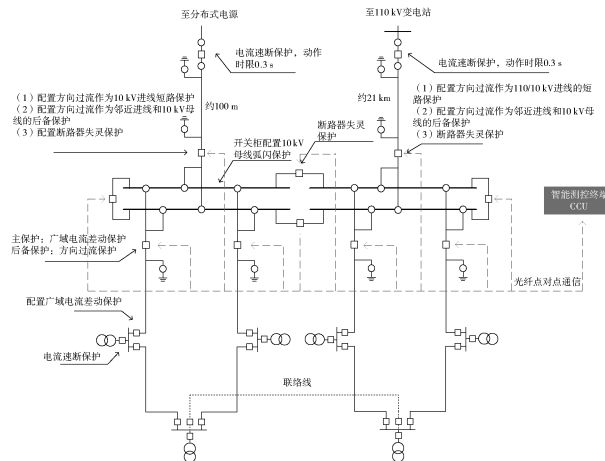 至分布式电源
至110 kV变电站
电流速断保护，动作
时限0.3 s
电流速断保护，动作时限0.3 s
（1）配置方向过流作为10 kV进线短路保护
（2）配置方向过流作为邻近进线和10 kV母
线的后备保护
（3）配置断路器失灵保护
约100 m
约21 km
（1）配置方向过流作为110/10 kV进线的短
路保护
（2）配置方向过流作为邻近进线和10 kV母
线的后备保护
（3）断路器失灵保护
开关柜配置10 kV
母线弧闪保护
断路器失灵
保护
智能测控终端
CCU
主保护：广域电流差动保护
后备保护：方向过流保护
光纤点对点通信
配置广域电流差动保护
电流速断保护
联络线